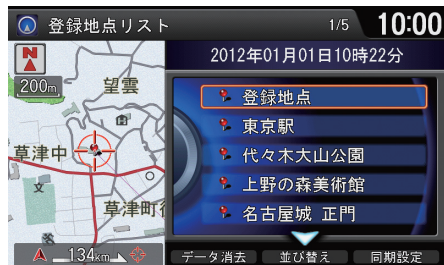 登録地点リスト
1/5
10:00
N
2012年01月01日10時22分
200m
望雲
登録地点
東京駅
代々木大山公園
草津中
文
上野の森美術館
草津町
名古屋城 正門
134km
データ消去
並び替え
同期設定